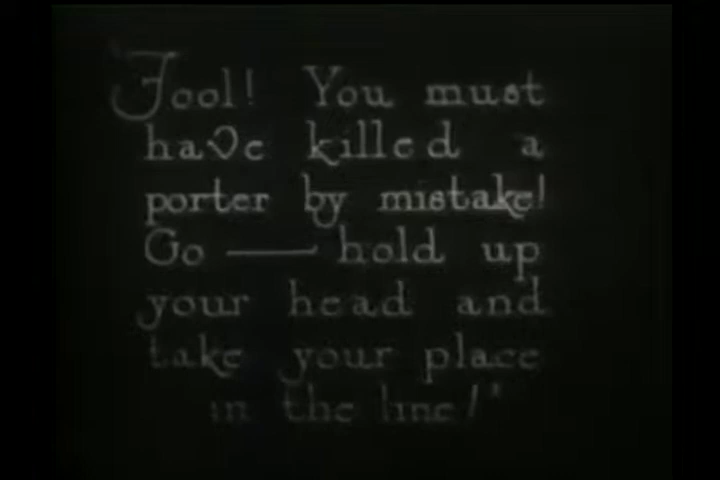 "Fool! You must
have killed a
porter by mistake!
Go — hold up
your head and
take your place
in the line!"